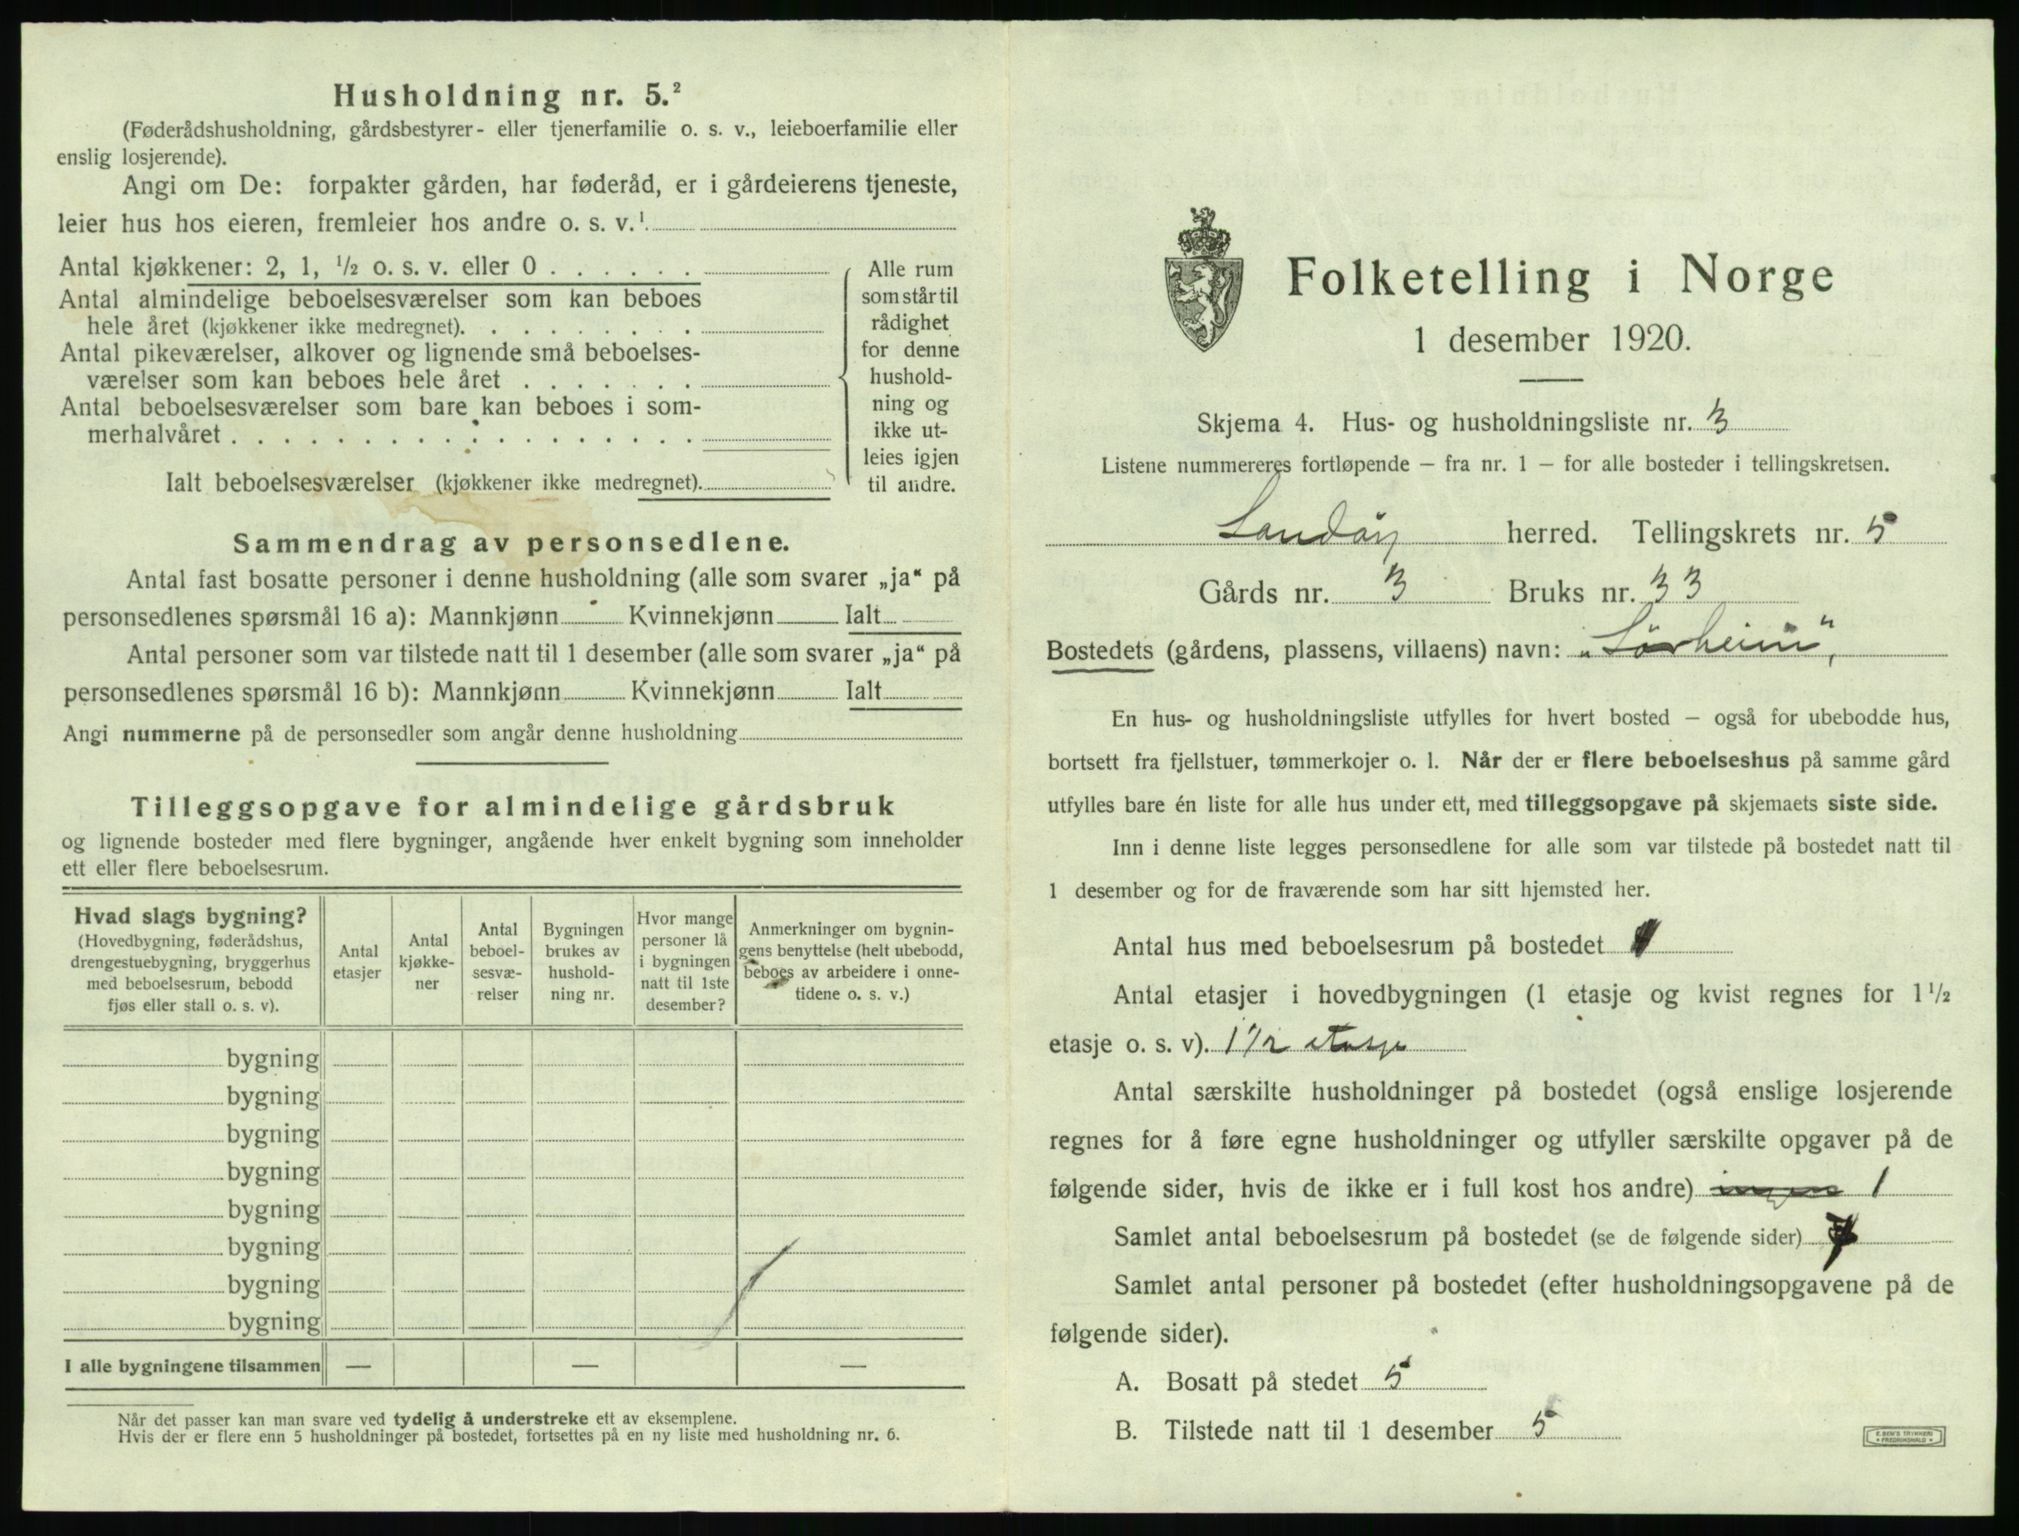 Husholdning nr. 5.²
(Føderådshusholdning, gårdsbestyrer- eller tjenerfamilie o. s. v., leieboerfamilie eller
enslig losjerende).
Angi om De: forpakter gården, har føderåd, er i gårdeierens tjeneste,
leier hus hos eieren, fremleier hos andre o. s. v.¹
Antal kjøkkener: 2, 1, ½ o. s. v. eller 0 . . . . . .
Antal almindelige beboelsesværelser som kan beboes
hele året (kjøkkener ikke medregnet). . . . . . . . .
Antal pikeværelser, alkover og lignende små beboelses-
værelser som kan beboes hele året . . . . . . .
Antal beboelsesværelser som bare kan beboes i som-
merhalvåret . . . . . . . . . . . . . . . . . .
Ialt beboelsesværelser (kjøkkener ikke medregnet).
Alle rum
som står til
rådighet
for denne
hushold-
ning og
ikke ut-
leies igjen
til andre.
Sammendrag av personsedlene.
Antal fast bosatte personer i denne husholdning (alle som svarer „ja“ på
personsedlenes spørsmål 16 a): Mannkjønn Kvinnekjønn Ialt
Antal personer som var tilstede natt til 1 desember (alle som svarer „ja“ på
personsedlenes spørsmål 16 b): Mannkjønn Kvinnekjønn Ialt
Angi nummerne på de personsedler som angår denne husholdning
Tilleggsopgave for almindelige gårdsbruk
og lignende bosteder med flere bygninger, angående hver enkelt bygning som inneholder
ett eller flere beboelsesrum.
Hvad slags bygning?
(Hovedbygning, føderådshus,
drengestuebygning, bryggerhus
med beboelsesrum, bebodd
fjøs eller stall o. s. v).
Antal
etasjer
Antal
kjøkke-
ner
Antal
beboel-
sesvæ-
relser
Bygningen
brukes av
hushold-
ning nr.
Hvor mange
personer lå
i bygningen
natt til 1ste
desember?
Anmerkninger om bygnin-
gens benyttelse (helt ubebodd,
beboes av arbeidere i onne-
tidene o. s. v.)
bygning
bygning
bygning
bygning
bygning
bygning
bygning
bygning
I alle bygningene tilsammen — — —
Når det passer kan man svare ved tydelig å understreke ett av eksemplene.
Hvis der er flere enn 5 husholdninger på bostedet, fortsettes på en ny liste med husholdning nr. 6.
Folketelling i Norge
1 desember 1920.
Skjema 4. Hus- og husholdningsliste nr. 3
Listene nummereres fortløpende – fra nr. 1 – for alle bosteder i tellingskretsen.
Sandøy herred. Tellingskrets nr. 5
Gårds nr. 3 Bruks nr. 33
Bostedets (gårdens, plassens, villaens) navn: „Sørheim“,
En hus- og husholdningsliste utfylles for hvert bosted – også for ubebodde hus,
bortsett fra fjellstuer, tømmerkojer o. l. Når der er flere beboelseshus på samme gård
utfylles bare én liste for alle hus under ett, med tilleggsopgave på skjemaets siste side.
Inn i denne liste legges personsedlene for alle som var tilstede på bostedet natt til
1 desember og for de fraværende som har sitt hjemsted her.
Antal hus med beboelsesrum på bostedet
Antal etasjer i hovedbygningen (1 etasje og kvist regnes for 1½
etasje o. s. v). 1½ etasje
Antal særskilte husholdninger på bostedet (også enslige losjerende
regnes for å føre egne husholdninger og utfyller særskilte opgaver på de
følgende sider, hvis de ikke er i full kost hos andre) ingen 1
Samlet antal beboelsesrum på bostedet (se de følgende sider)
Samlet antal personer på bostedet (efter husholdningsopgavene på de
følgende sider).
A. Bosatt på stedet 5
B. Tilstede natt til 1 desember 5
E. SEM'S TRYKKERI
FREDRIKSHALD